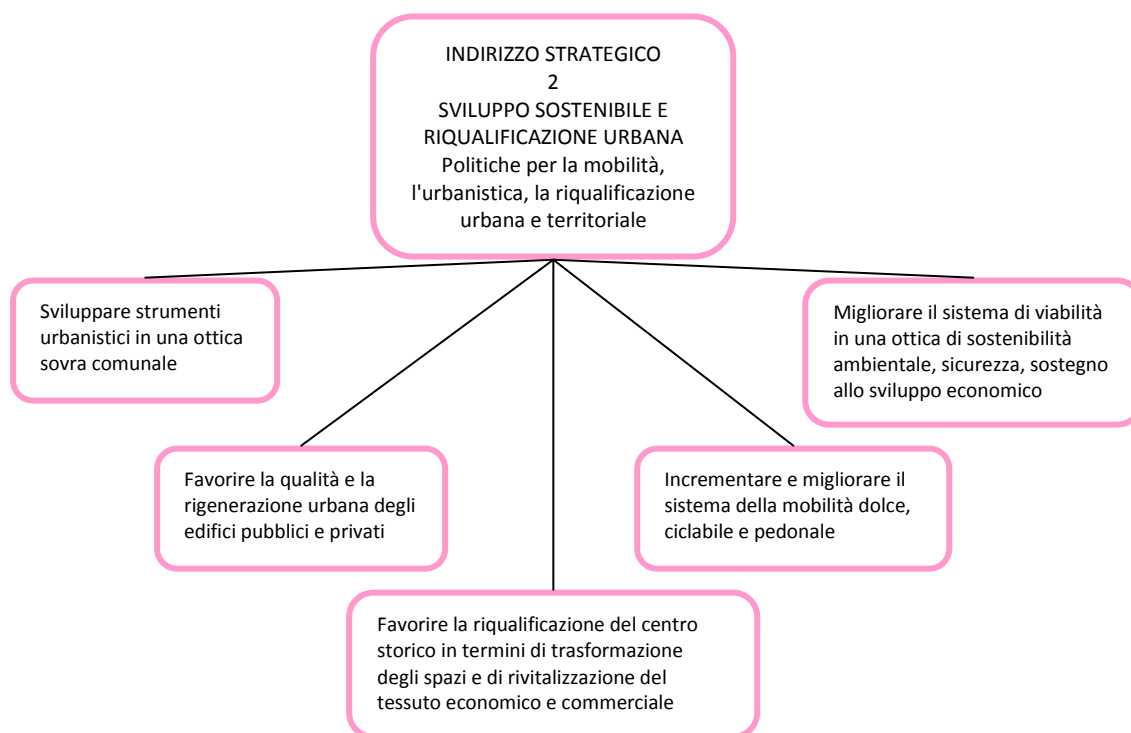 INDIRIZZO STRATEGICO
2
SVILUPPO SOSTENIBILE E
RIQUALIFICAZIONE URBANA
Politiche per la mobilità,
l'urbanistica, la riqualificazione
urbana e territoriale
Sviluppare strumenti
urbanistici in una ottica
sovra comunale
Migliorare il sistema di viabilità
in una ottica di sostenibilità
ambientale, sicurezza, sostegno
allo sviluppo economico
Favorire la qualità e la
rigenerazione urbana degli
edifici pubblici e privati
Incrementare e migliorare il
sistema della mobilità dolce,
ciclabile e pedonale
Favorire la riqualificazione del centro
storico in termini di trasformazione
degli spazi e di rivitalizzazione del
tessuto economico e commerciale